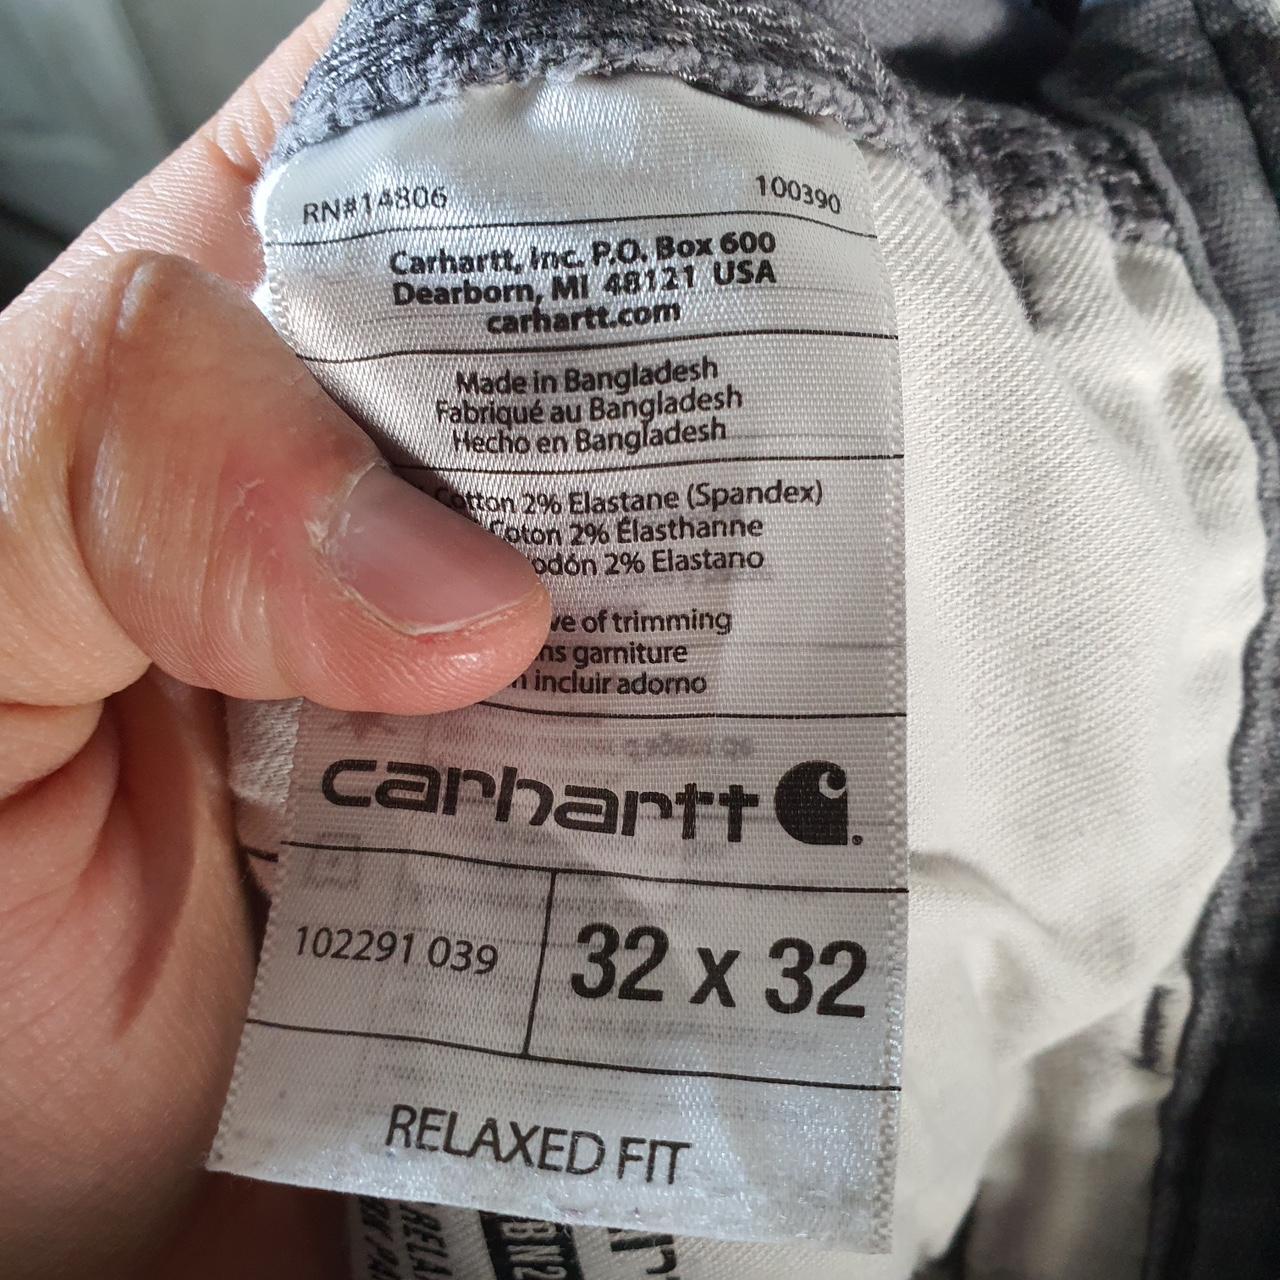 RN#14806 100390
Carhartt, Inc. P.O. Box 600
Dearborn, MI 48121 USA
carhartt.com
Made in Bangladesh
Fabriqué au Bangladesh
Hecho en Bangladesh
Cotton 2% Elastane (Spandex)
Coton 2% Élasthanne
odón 2% Elastano
ve of trimming
ns garniture
n incluir adorno
carhartt
102291 039
32 x 32
RELAXED FIT